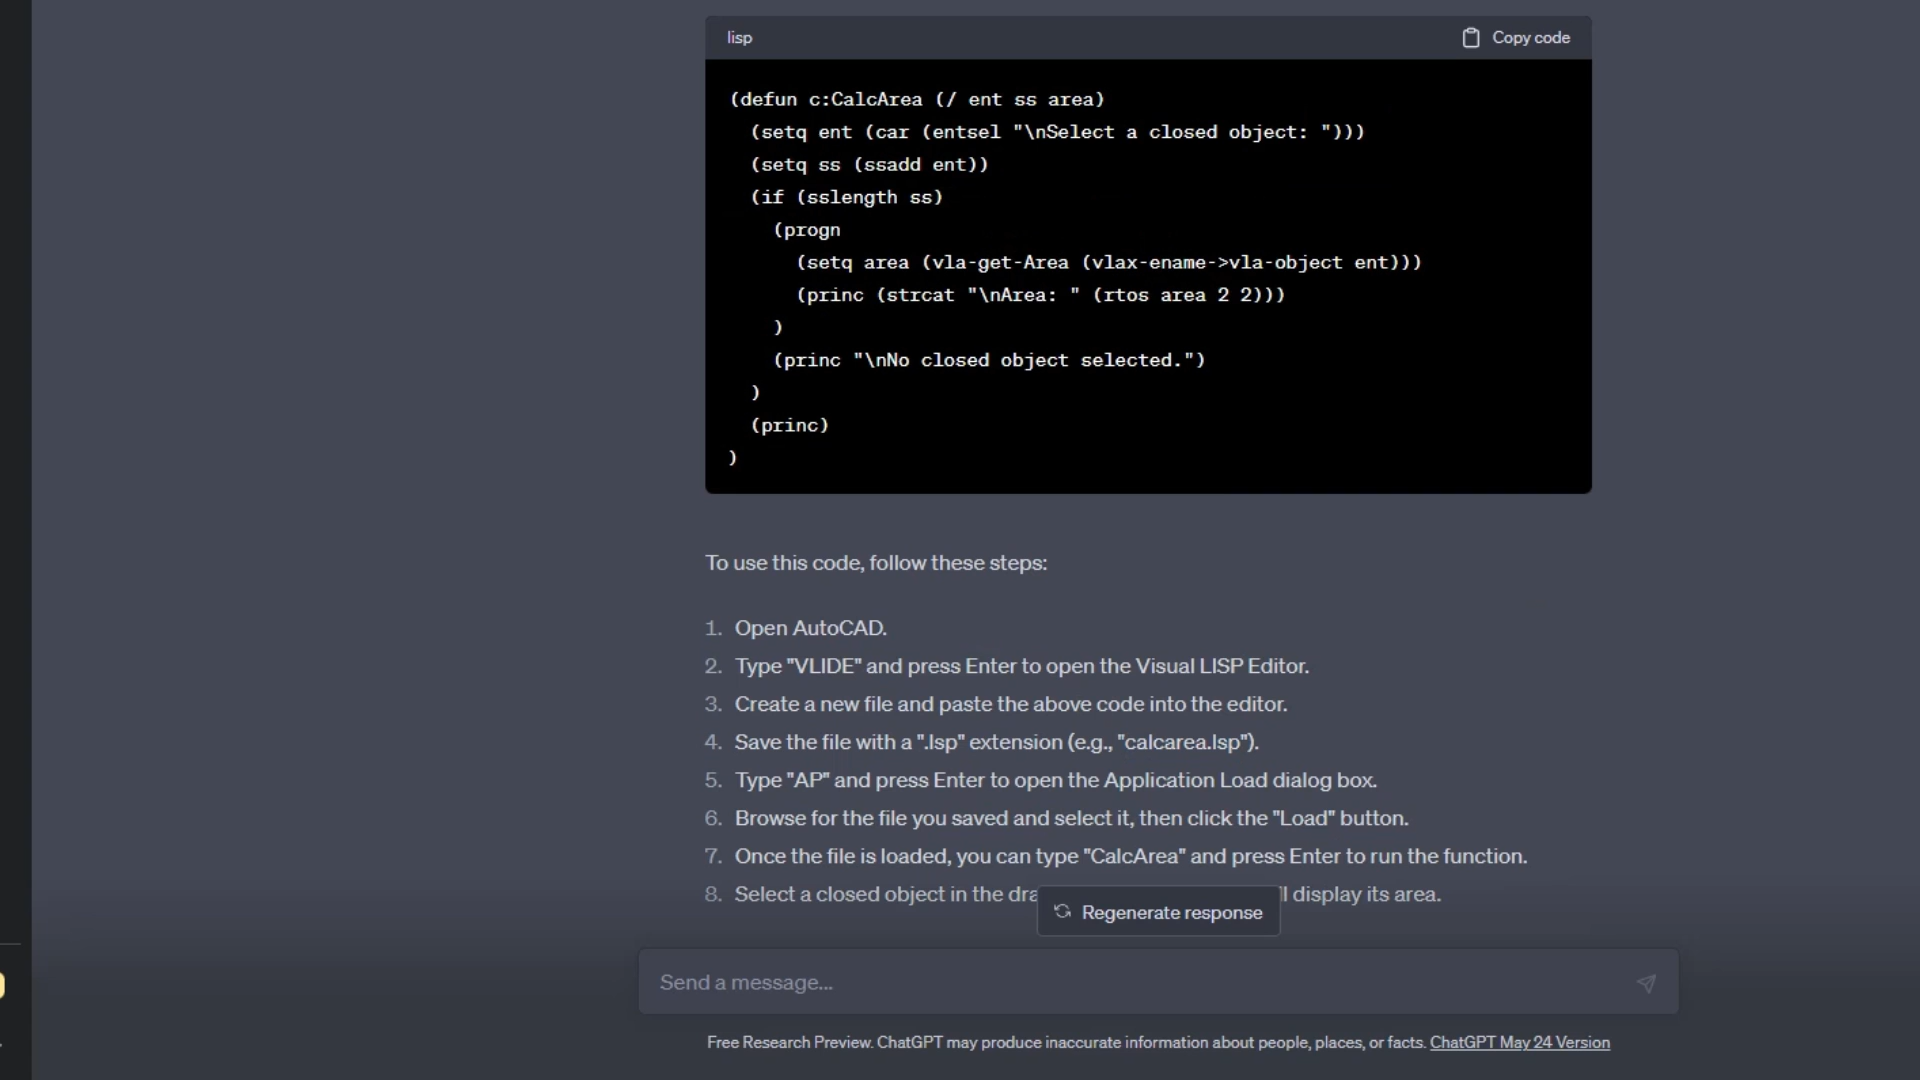 lisp
Copy code
(defun c:CalcArea (/ ent ss area)
(setq ent (car (entsel "\nSelect a closed object: ")))
(setq ss (ssadd ent))
(if (sslength ss)
(progn
(setq area (vla-get-Area (vlax-ename->vla-object ent)))
(princ (strcat "\nArea: " (rtos area 2 2)))
)
(princ "\nNo closed object selected.")
)
(princ)
)
To use this code, follow these steps:
1. Open AutoCAD.
2. Type "VLIDE" and press Enter to open the Visual LISP Editor.
3. Create a new file and paste the above code into the editor.
4. Save the file with a ".lsp" extension (e.g., "calcarea.lsp").
5. Type "AP" and press Enter to open the Application Load dialog box.
6. Browse for the file you saved and select it, then click the "Load" button.
7. Once the file is loaded, you can type "CalcArea" and press Enter to run the function.
8. Select a closed object in the display its area.
Regenerate response
Send a message...
Free Research Preview. ChatGPT may produce inaccurate information about people, places, or facts. ChatGPT May 24 Version